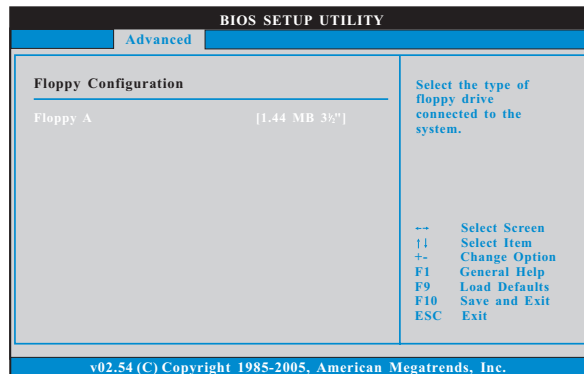 BIOS SETUP UTILITY
Advanced
Floppy Configuration
Floppy A [1.44 MB 3½"]
Select the type of
floppy drive
connected to the
system.
←→ Select Screen
↑↓ Select Item
+- Change Option
F1 General Help
F9 Load Defaults
F10 Save and Exit
ESC Exit
v02.54 (C) Copyright 1985-2005, American Megatrends, Inc.